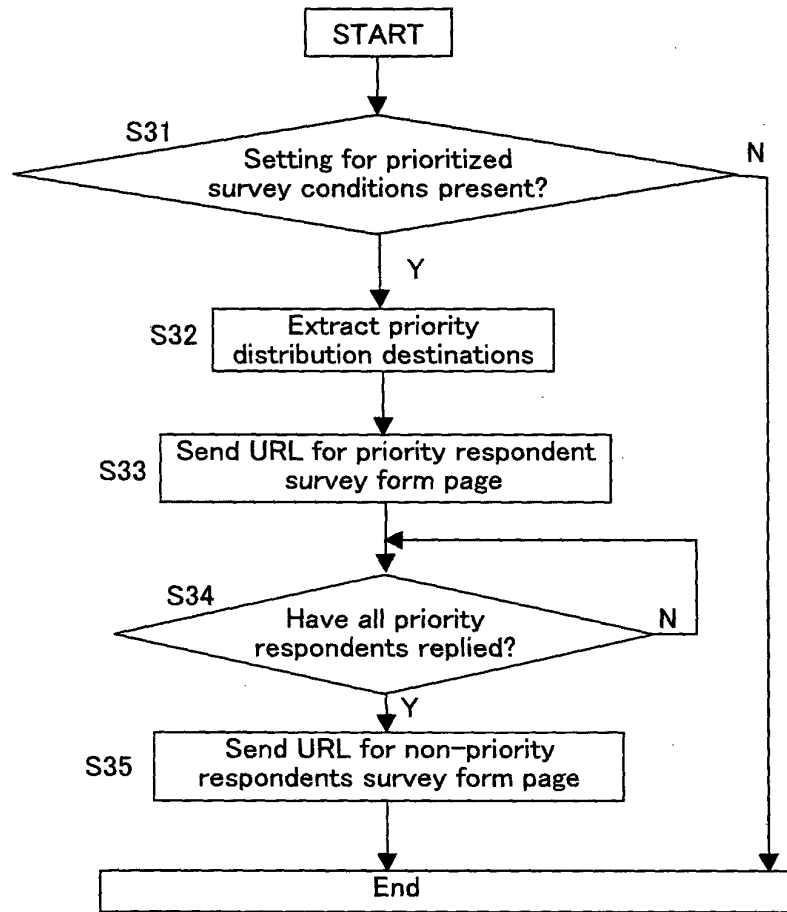 START
S31
Setting for prioritized
survey conditions present?
N
Y
S32
Extract priority
distribution destinations
S33
Send URL for priority respondent
survey form page
S34
Have all priority
respondents replied?
N
Y
S35
Send URL for non-priority
respondents survey form page
End